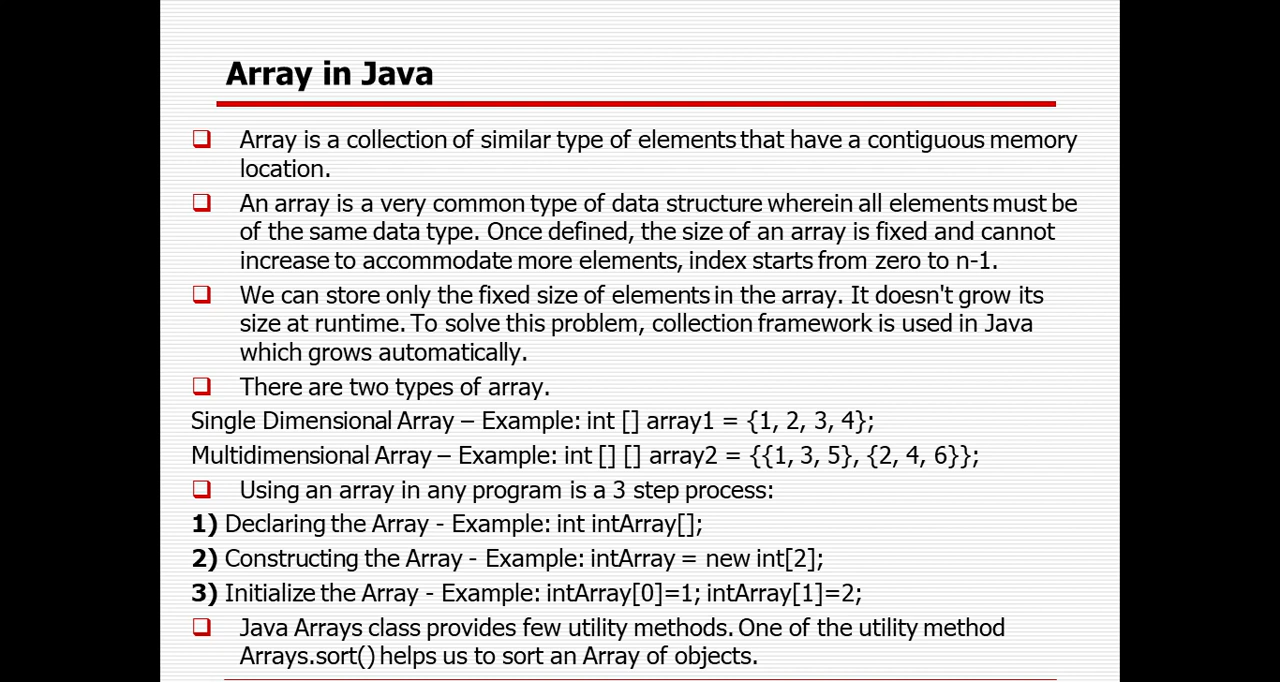 Array in Java
Array is a collection of similar type of elements that have a contiguous memory
location.
An array is a very common type of data structure wherein all elements must be
of the same data type. Once defined, the size of an array is fixed and cannot
increase to accommodate more elements, index starts from zero to n-1.
We can store only the fixed size of elements in the array. It doesn't grow its
size at runtime. To solve this problem, collection framework is used in Java
which grows automatically.
There are two types of array.
Single Dimensional Array – Example: int [] array1 = {1, 2, 3, 4};
Multidimensional Array – Example: int [] [] array2 = {{1, 3, 5}, {2, 4, 6}};
Using an array in any program is a 3 step process:
1) Declaring the Array - Example: int intArray[];
2) Constructing the Array - Example: intArray = new int[2];
3) Initialize the Array - Example: intArray[0]=1; intArray[1]=2;
Java Arrays class provides few utility methods. One of the utility method
Arrays.sort() helps us to sort an Array of objects.